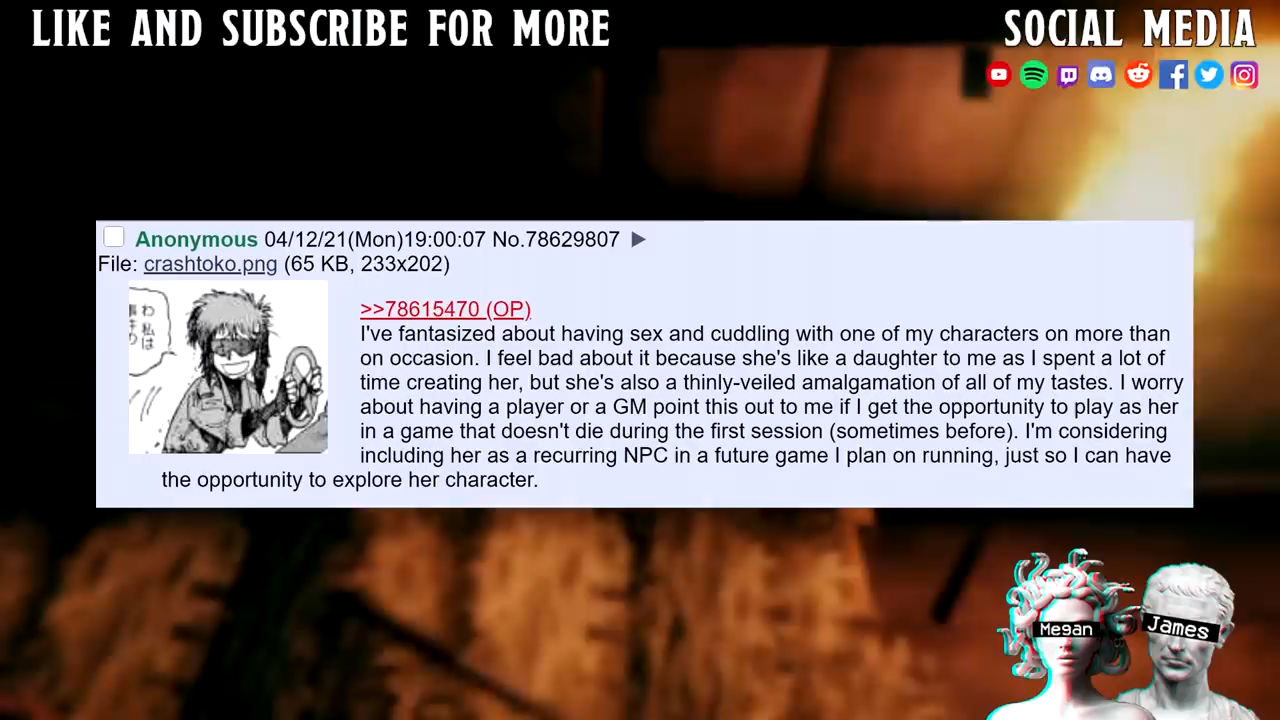 LIKE AND SUBSCRIBE FOR MORE
SOCIAL MEDIA
Anonymous 04/12/21(Mon)19:00:07 No.78629807 ▶
File: crashtoko.png (65 KB, 233x202)
わ私は
>>78615470 (OP)
I've fantasized about having sex and cuddling with one of my characters on more than
on occasion. I feel bad about it because she's like a daughter to me as I spent a lot of
time creating her, but she's also a thinly-veiled amalgamation of all of my tastes. I worry
about having a player or a GM point this out to me if I get the opportunity to play as her
in a game that doesn't die during the first session (sometimes before). I'm considering
including her as a recurring NPC in a future game I plan on running, just so I can have
the opportunity to explore her character.
Megan
James